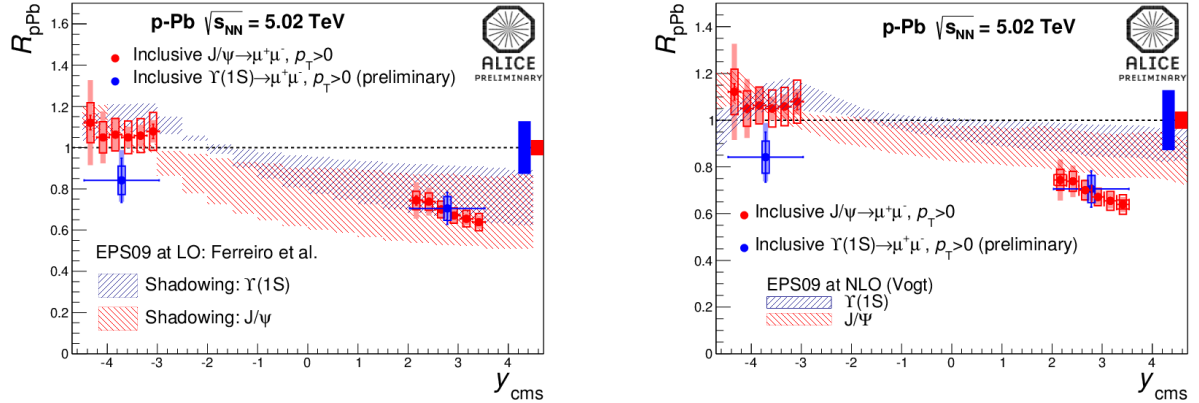 p-Pb √sNN = 5.02 TeV
ALICE
PRELIMINARY
Inclusive J/ψ→μ⁺μ⁻, pT>0
Inclusive ϒ(1S)→μ⁺μ⁻, pT>0 (preliminary)
RpPb
1.6
1.4
1.2
1
0.8
0.6
0.4
0.2
0
EPS09 at LO: Ferreiro et al.
Shadowing: ϒ(1S)
Shadowing: J/ψ
-4 -3 -2 -1 0 1 2 3 4
ycms
p-Pb √sNN = 5.02 TeV
ALICE
PRELIMINARY
RpPb
1.4
1.2
1
0.8
0.6
0.4
0.2
0
Inclusive J/ψ→μ⁺μ⁻, pT>0
Inclusive ϒ(1S)→μ⁺μ⁻, pT>0 (preliminary)
EPS09 at NLO (Vogt)
ϒ(1S)
J/Ψ
-4 -3 -2 -1 0 1 2 3 4
ycms